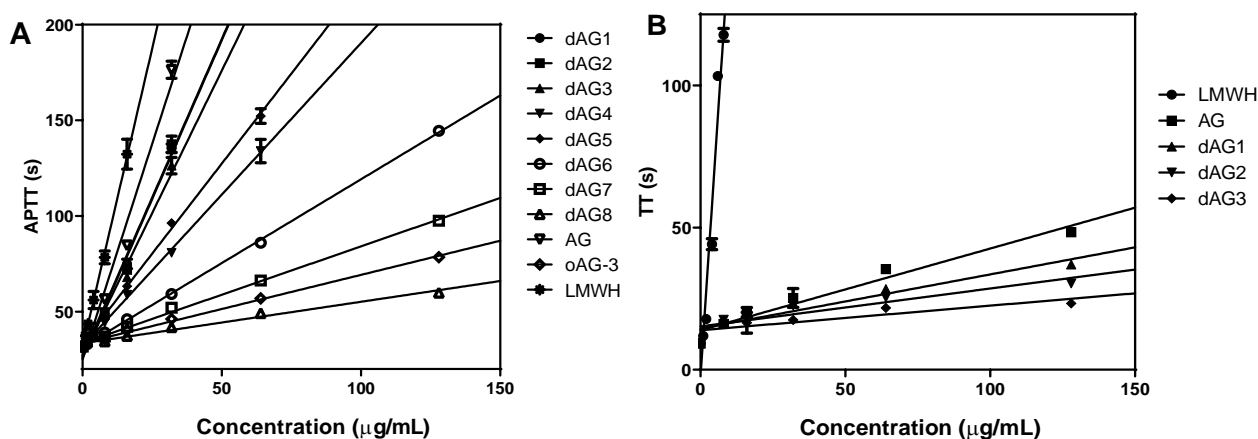 A
APTT (s)
200
150
100
50
0
50
100
150
Concentration (μg/mL)
dAG1
dAG2
dAG3
dAG4
dAG5
dAG6
dAG7
dAG8
AG
oAG-3
LMWH
B
TT (s)
100
50
0
0
50
100
150
Concentration (μg/mL)
LMWH
AG
dAG1
dAG2
dAG3